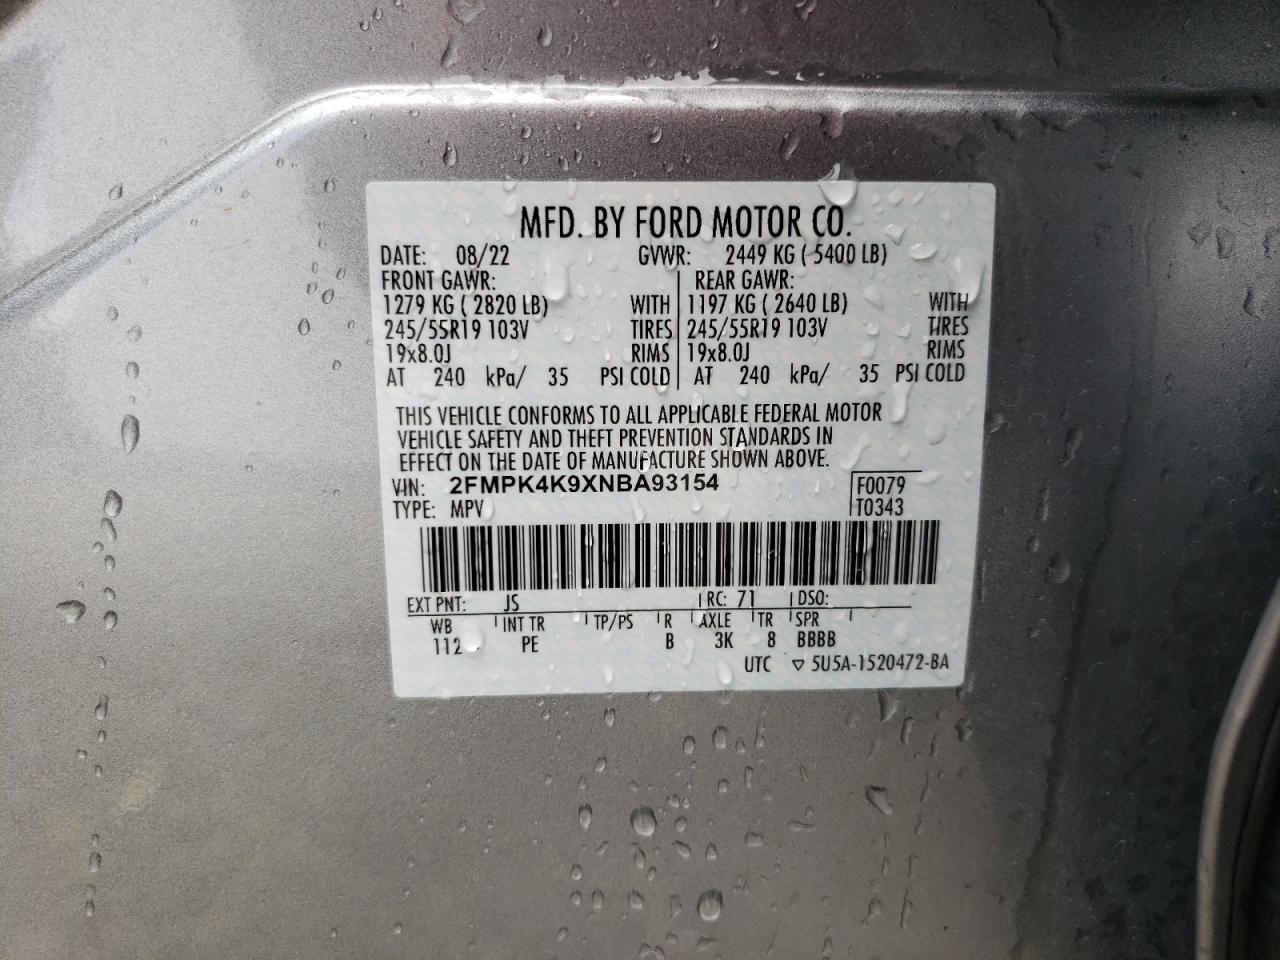 MFD. BY FORD MOTOR CO.
DATE: 08/22 GVWR: 2449 KG ( 5400 LB)
FRONT GAWR: REAR GAWR:
1279 KG ( 2820 LB) WITH 1197 KG ( 2640 LB) WITH
245/55R19 103V TIRES 245/55R19 103V TIRES
19x8.0J RIMS 19x8.0J RIMS
AT 240 kPa/ 35 PSI COLD AT 240 kPa/ 35 PSI COLD
THIS VEHICLE CONFORMS TO ALL APPLICABLE FEDERAL MOTOR
VEHICLE SAFETY AND THEFT PREVENTION STANDARDS IN
EFFECT ON THE DATE OF MANUFACTURE SHOWN ABOVE.
VIN: 2FMPK4K9XNBA93154 F0079
TYPE: MPV T0343
EXT PNT: JS RC: 71 DSO:
WB INT TR TP/PS R AXLE TR SPR
112 PE B 3K 8 BBBB
UTC ▽ 5U5A-1520472-BA